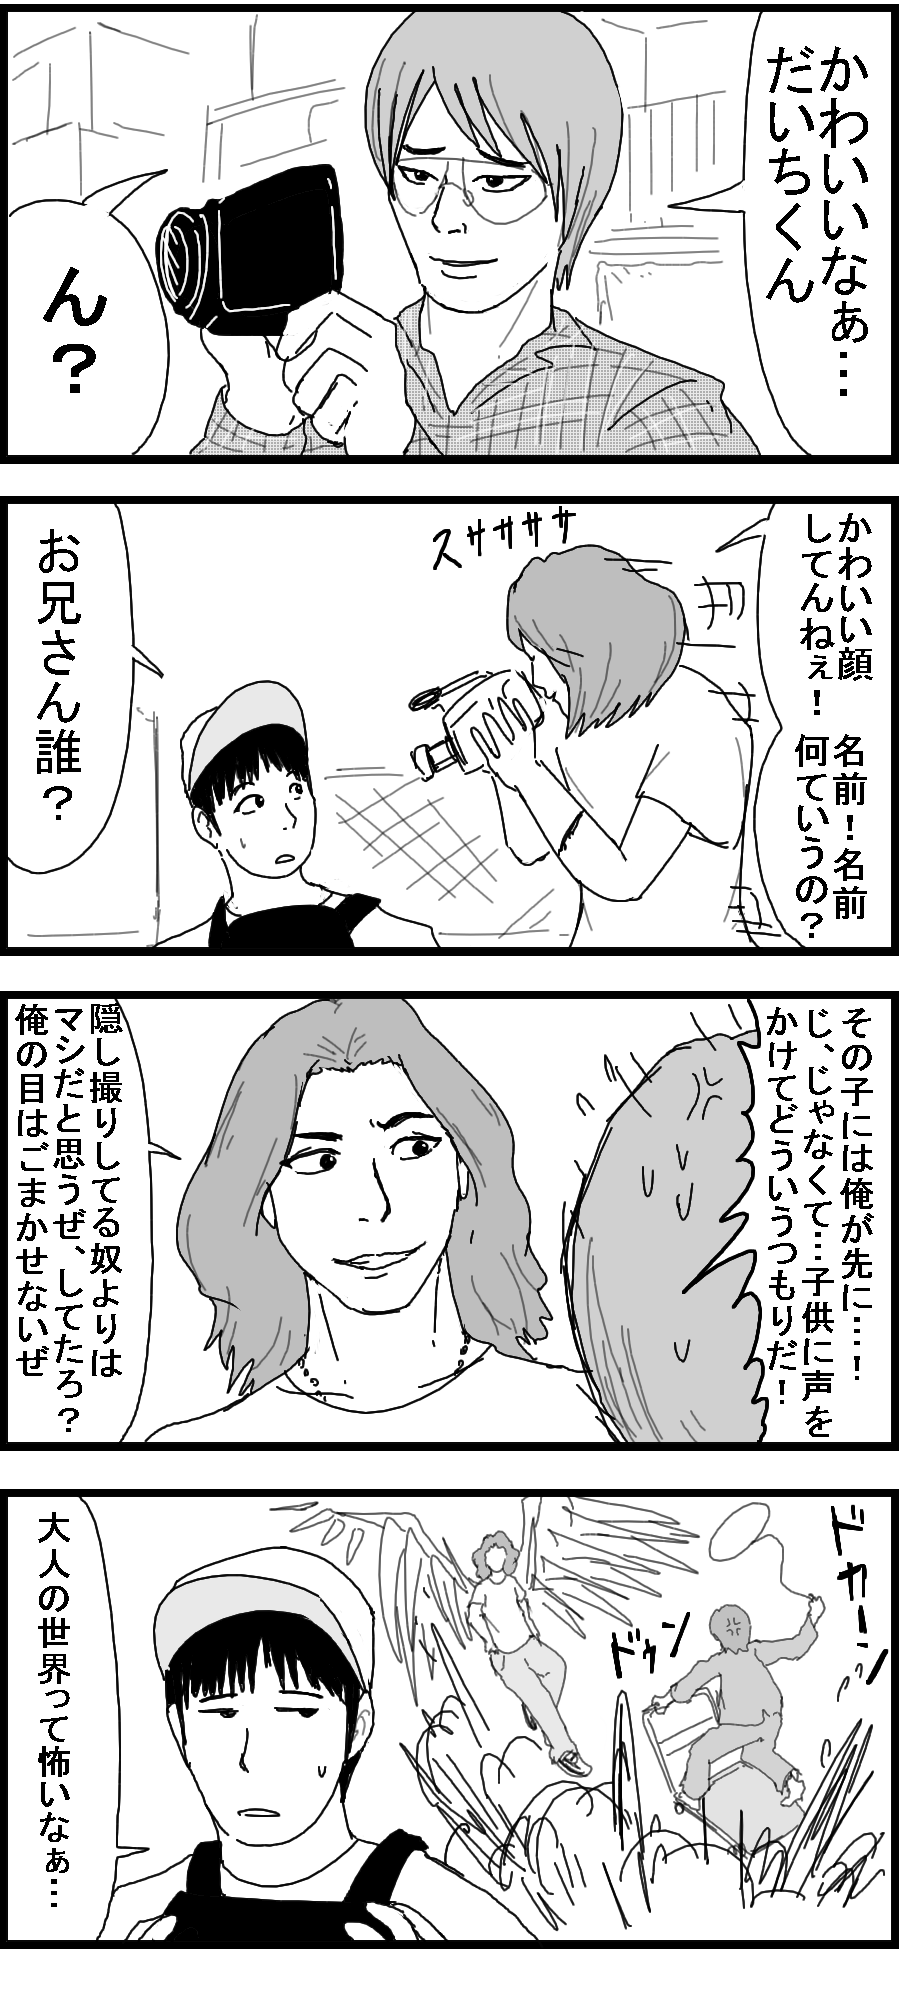 かわいいなぁ…
だいちくん
ん?
かわいい顔
してんねぇ!
名前!名前
何ていうの?
スササササ
お兄さん誰?
その子には俺が先に…!
じ、じゃなくて…子供に声を
かけてどういうつもりだ!
隠し撮りしてる奴よりは
マシだと思うぜ、してたろ?
俺の目はごまかせないぜ
ドカーン
ドゥン
大人の世界って怖いなぁ…